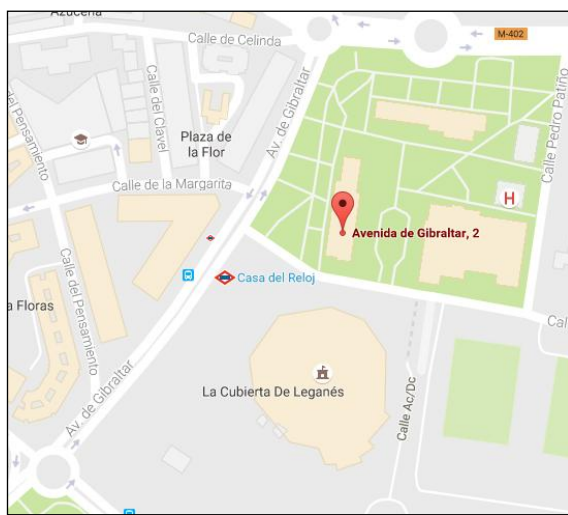 Azucena
Calle de Celinda
M-402
Av. de Gibraltar
Calle Pedro Patiño
Calle del Clavel
del Pensamiento
Plaza de
la Flor
Calle de la Margarita
H
Avenida de Gibraltar, 2
Casa del Reloj
Calle del Pensamiento
a Floras
Cal
La Cubierta De Leganés
Av. de Gibraltar
Calle Ac/Dc